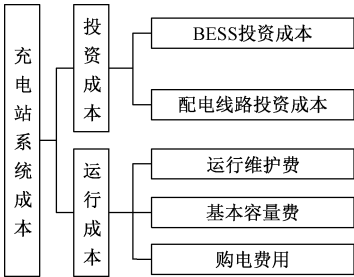 充电站系统成本
投资成本
BESS投资成本
配电线路投资成本
运行成本
运行维护费
基本容量费
购电费用